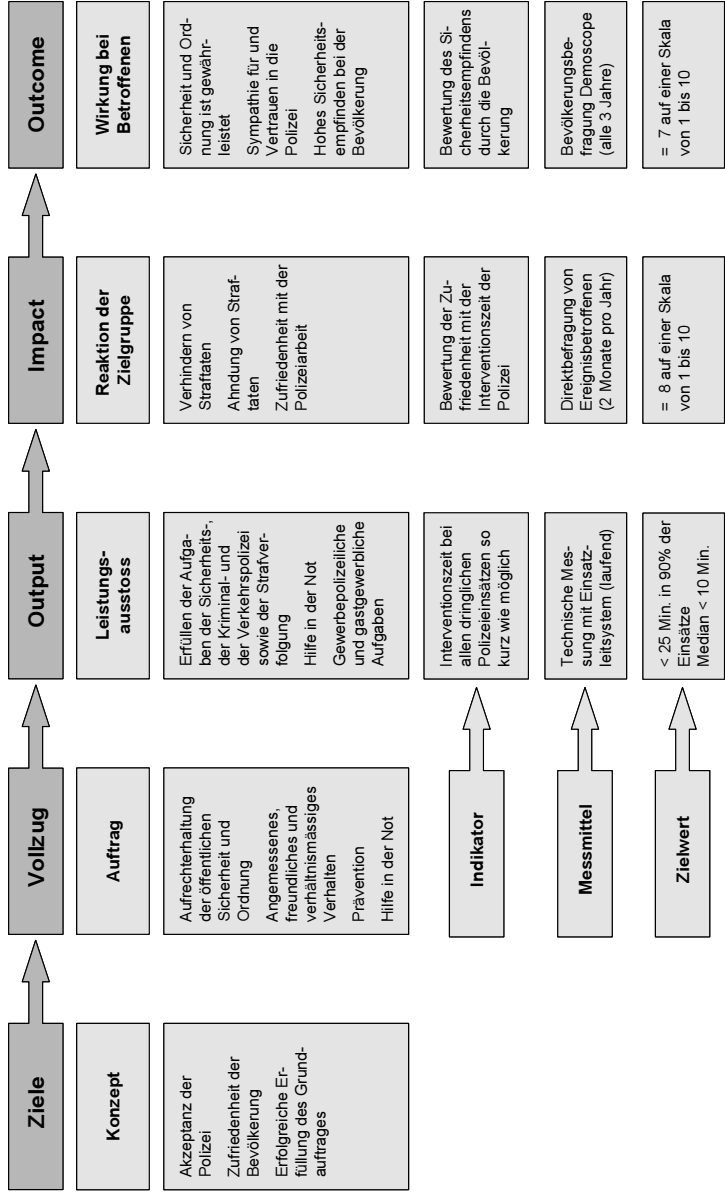 Ziele
Konzept
Akzeptanz der
Polizei
Zufriedenheit der
Bevölkerung
Erfolgreiche Er-
füllung des Grund-
auftrages
Vollzug
Auftrag
Aufrechterhaltung
der öffentlichen
Sicherheit und
Ordnung
Angemessenes,
freundliches und
verhältnismässiges
Verhalten
Prävention
Hilfe in der Not
Output
Leistungs-
ausstoss
Erfüllen der Aufga-
ben der Sicherheits-,
der Kriminal- und
der Verkehrspolizei
sowie der Strafver-
folgung
Hilfe in der Not
Gewerbepolizeiliche
und gastgewerbliche
Aufgaben
Impact
Reaktion der
Zielgruppe
Verhindern von
Straftaten
Ahndung von Straf-
taten
Zufriedenheit mit der
Polizeiarbeit
Outcome
Wirkung bei
Betroffenen
Sicherheit und Ord-
nung ist gewähr-
leistet
Sympathie für und
Vertrauen in die
Polizei
Hohes Sicherheits-
empfinden bei der
Bevölkerung
Indikator
Interventionszeit bei
allen dringlichen
Polizeieinsätzen so
kurz wie möglich
Bewertung der Zu-
friedenheit mit der
Interventionszeit der
Polizei
Bewertung des Si-
cherheitsempfindens
durch die Bevöl-
kerung
Messmittel
Technische Mes-
sung mit Einsatz-
leitsystem (laufend)
Direktbefragung von
Ereignisbetroffenen
(2 Monate pro Jahr)
Bevölkerungsbe-
fragung Demoscope
(alle 3 Jahre)
Zielwert
< 25 Min. in 90% der
Einsätze
Median < 10 Min.
= 8 auf einer Skala
von 1 bis 10
= 7 auf einer Skala
von 1 bis 10